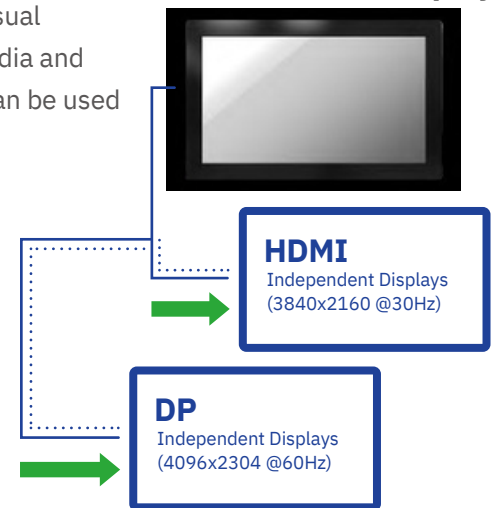 sual
dia and
an be used
HDMI
Independent Displays
(3840x2160 @30Hz)
DP
Independent Displays
(4096x2304 @60Hz)